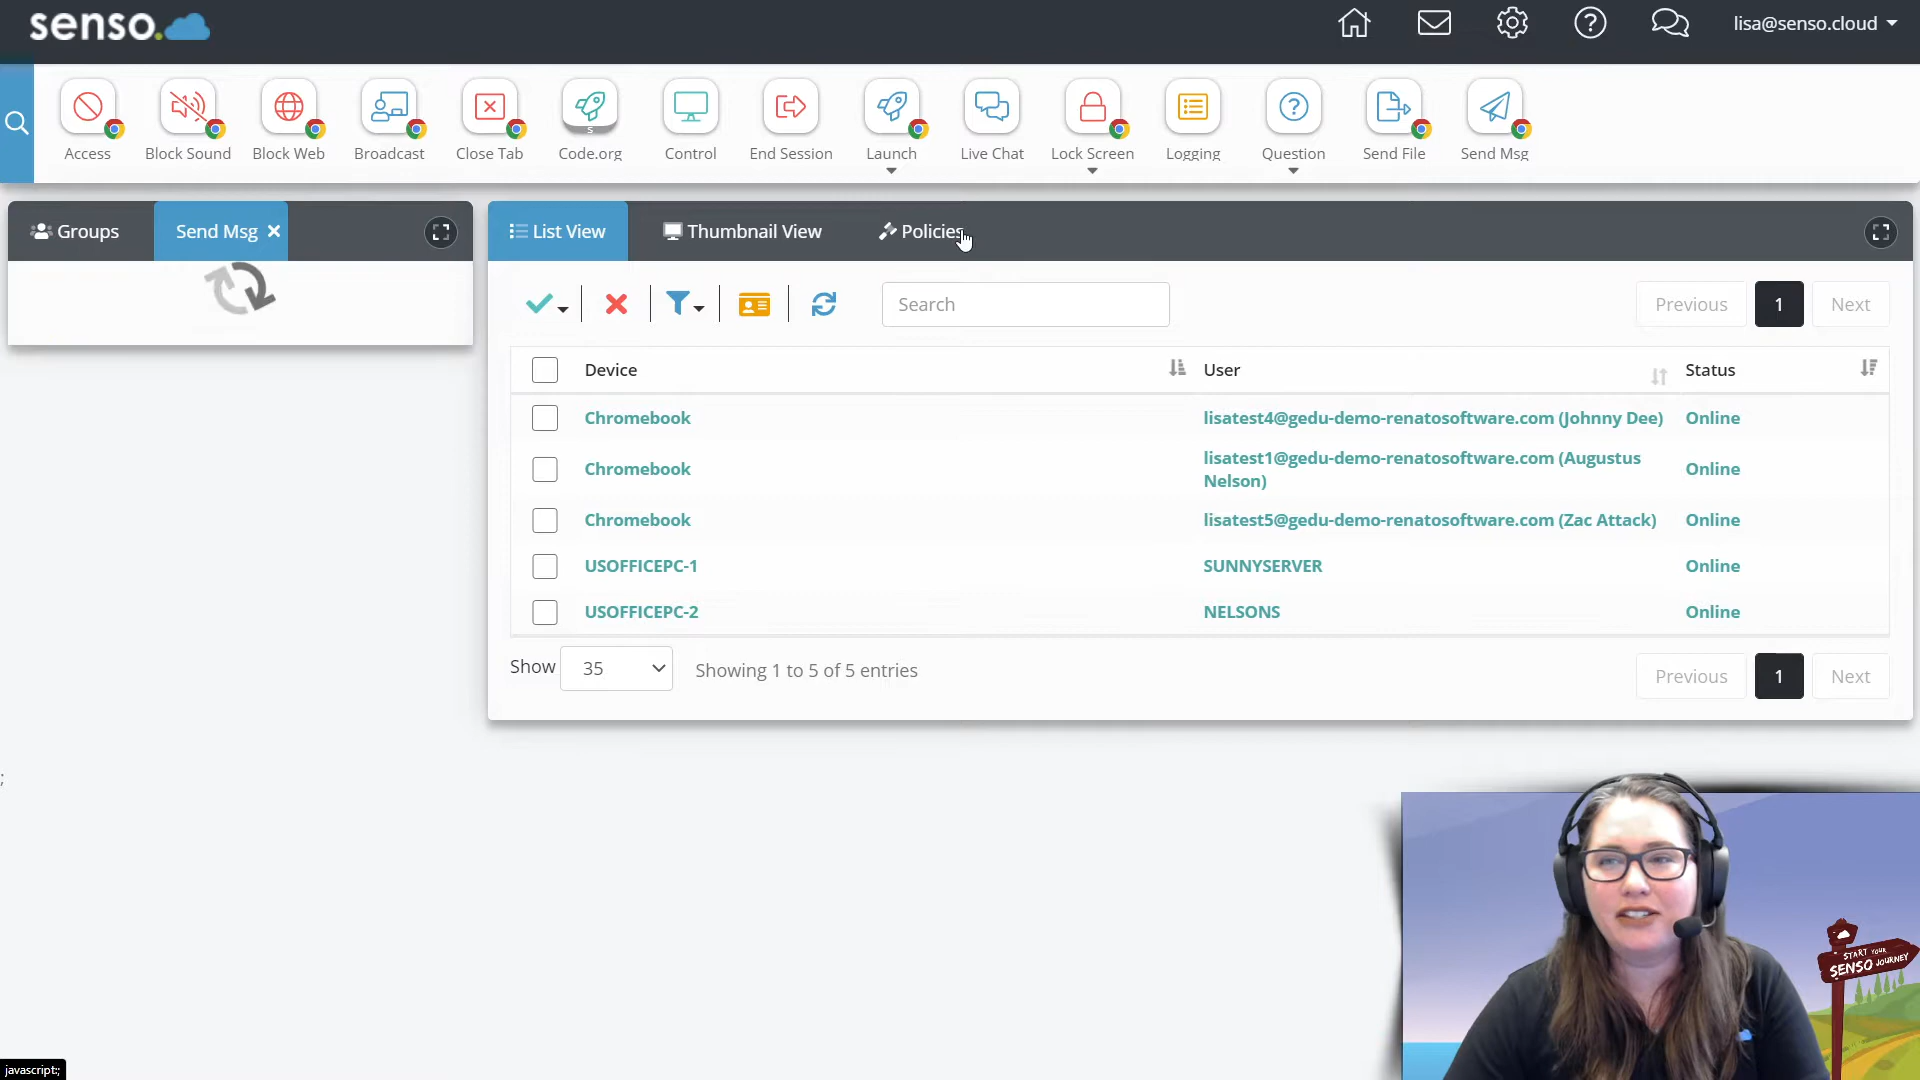 senso.
lisa@senso.cloud
Access
Block Sound
Block Web
Broadcast
Close Tab
s
Code.org
Control
End Session
Launch
Live Chat
Lock Screen
Logging
Question
Send File
Send Msg
Groups
Send Msg
List View
Thumbnail View
Policies
Search
Previous
1
Next
Device
User
Status
Chromebook
lisatest4@gedu-demo-renatosoftware.com (Johnny Dee)
Online
Chromebook
lisatest1@gedu-demo-renatosoftware.com (Augustus
Nelson)
Online
Chromebook
lisatest5@gedu-demo-renatosoftware.com (Zac Attack)
Online
USOFFICEPC-1
SUNNYSERVER
Online
USOFFICEPC-2
NELSONS
Online
Show
35
Showing 1 to 5 of 5 entries
Previous
1
Next
;
START YOUR
SENSO JOURNEY
javascript:;